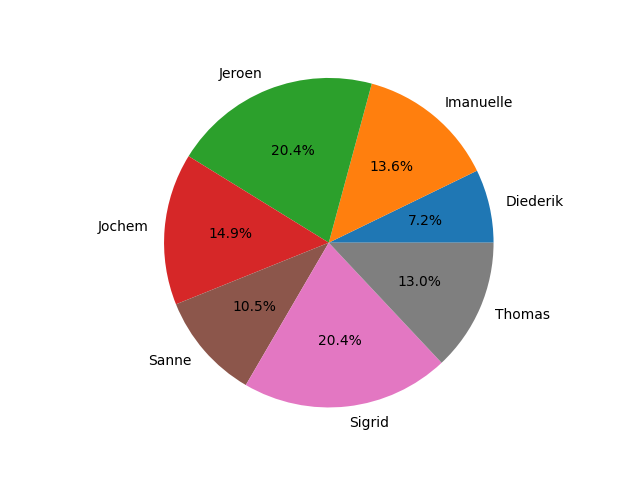 Jeroen
Imanuelle
20.4%
13.6%
Diederik
7.2%
Jochem
14.9%
13.0%
Thomas
10.5%
20.4%
Sanne
Sigrid